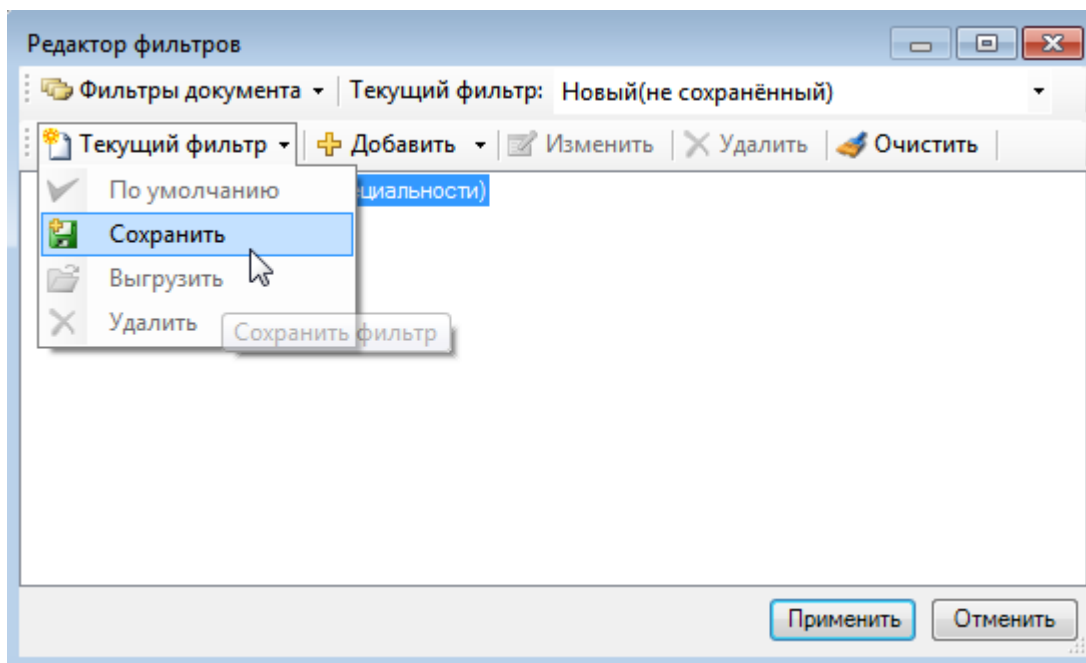 Редактор фильтров
Фильтры документа Текущий фильтр: Новый(не сохранённый)
Текущий фильтр Добавить Изменить Удалить Очистить
По умолчанию циальности)
Сохранить
Выгрузить
Удалить Сохранить фильтр
Применить Отменить